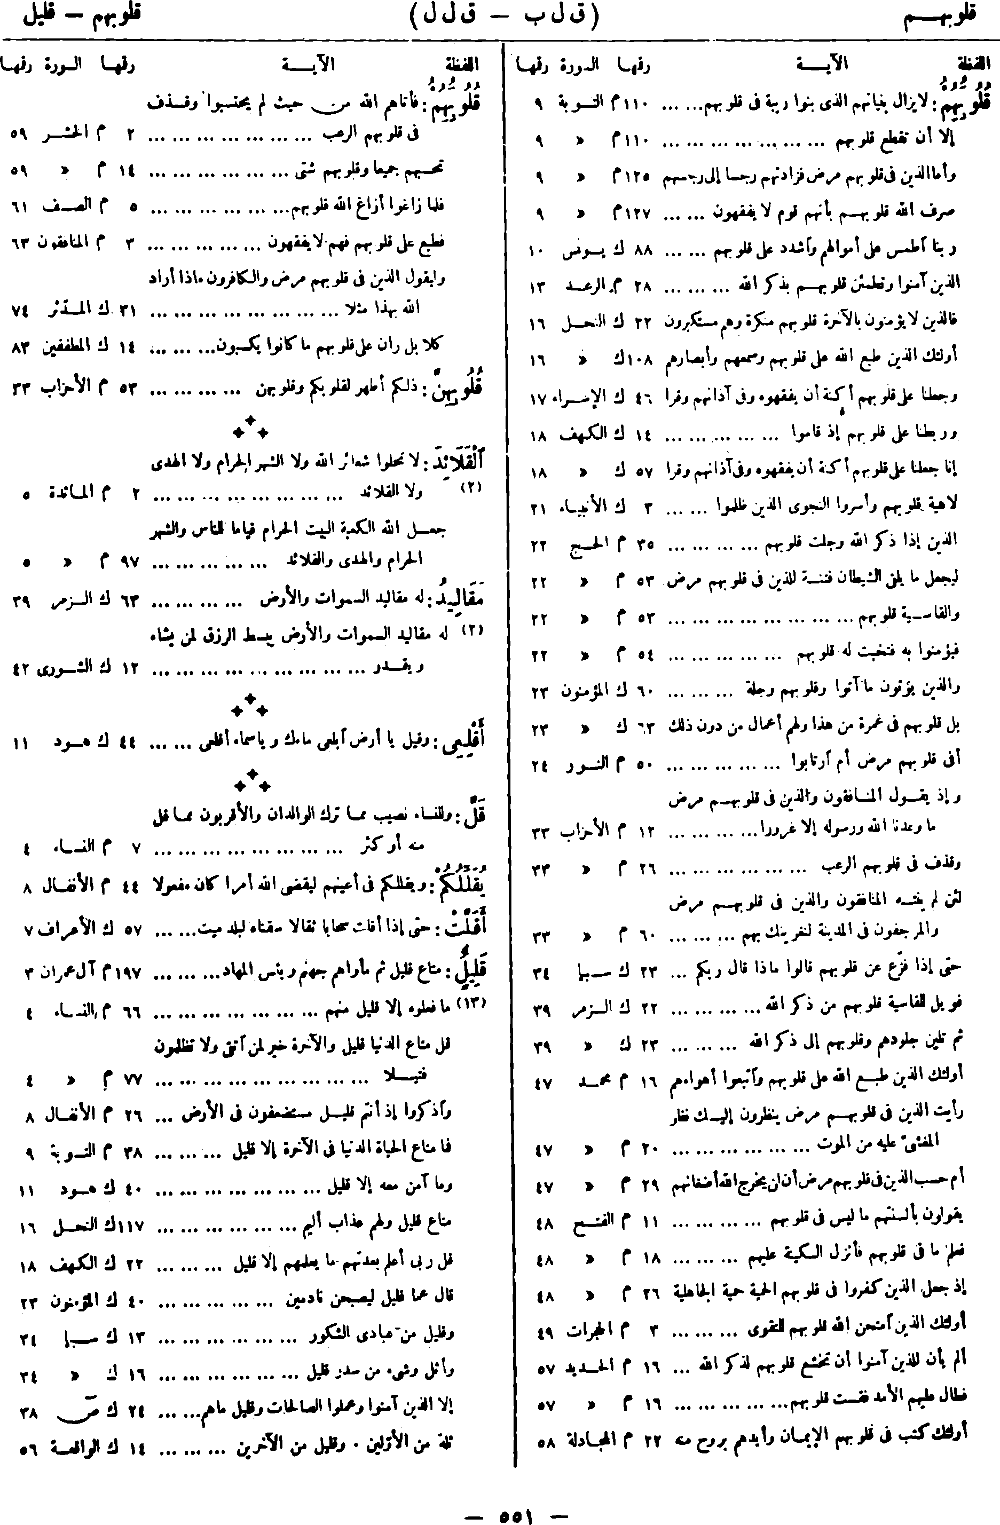 قلوبهم (ق ل ب – ق ل ل) قلوبهم – قليل
اللفظة الآية رقمها السورة رقمها
قُلُوبُهُمْ : لا يزال بنيانهم الذى بنوا ريبة فى قلوبهم... ... ١١٠ م التوبة ٩
إلا أن تقطع قلوبهم ... ... ... ... ... ... ١١٠ م » ٩
وأما الذين فى قلوبهم مرض فزادتهم رجسا إلى رجسهم ١٢٥ م » ٩
صرف الله قلوبهم بأنهم قوم لا يفقهون ... ... ١٢٧ م » ٩
ربنا أطمس على أموالهم وأشدد على قلوبهم ... ... ٨٨ ك يونس ١٠
الذين آمنوا وتطمئن قلوبهم بذكر الله ... ... ... ٢٨ م الرعد ١٣
فالذين لا يؤمنون بالآخرة قلوبهم منكرة وهم مستكبرون ٢٢ ك النحل ١٦
أولئك الذين طبع الله على قلوبهم وسمعهم وأبصارهم ١٠٨ ك » ١٦
وجعلنا على قلوبهم أكنة أن يفقهوه وفى آذانهم وقرا ٤٦ ك الإسراء ١٧
وربطنا على قلوبهم إذ قاموا ... ... ... ... ... ١٤ ك الكهف ١٨
إنا جعلنا على قلوبهم أكنة أن يفقهوه وفى آذانهم وقرا ٥٧ ك » ١٨
لاهية قلوبهم وأسروا النجوى الذين ظلموا ... ... ٣ ك الأنبياء ٢١
الذين إذا ذكر الله وجلت قلوبهم ... ... ... ... ٣٥ م الحج ٢٢
ليجعل ما يلقى الشيطان فتنة للذين فى قلوبهم مرض ٥٣ م » ٢٢
والقاسية قلوبهم... ... ... ... ... ... ... ... ٥٣ م » ٢٢
فيؤمنوا به فتخبت له قلوبهم ... ... ... ... ... ٥٤ م » ٢٢
والذين يؤتون ما آتوا وقلوبهم وجلة ... ... ... ... ٦٠ ك المؤمنون ٢٣
بل قلوبهم فى غمرة من هذا ولهم أعمال من دون ذلك ٦٣ ك » ٢٣
أفى قلوبهم مرض أم أرتابوا ... ... ... ... ... ٥٠ م النور ٢٤
وإذ يقول المنافقون والذين فى قلوبهم مرض
ما وعدنا الله ورسوله إلا غرورا... ... ... ... ١٢ م الأحزاب ٣٣
وقذف فى قلوبهم الرعب ... ... ... ... ... ... ٢٦ م » ٣٣
لئن لم ينته المنافقون والذين فى قلوبهم مرض
والمرجفون فى المدينة لنغرينك بهم ... ... ... ٦٠ م » ٣٣
حتى إذا فزّع عن قلوبهم قالوا ماذا قال ربكم ... ٢٣ ك سبإ ٣٤
فويل للقاسية قلوبهم من ذكر الله ... ... ... ... ٢٢ ك الزمر ٣٩
ثم تلين جلودهم وقلوبهم إلى ذكر الله ... ... ... ٢٣ ك » ٣٩
أولئك الذين طبع الله على قلوبهم وأتبعوا أهواءهم ١٦ م محمد ٤٧
رأيت الذين فى قلوبهم مرض ينظرون إليك نظر
المغشىّ عليه من الموت ... ... ... ... ... ... ٢٠ م » ٤٧
أم حسب الذين فى قلوبهم مرض أن لن يخرج الله أضغانهم ٢٩ م » ٤٧
يقولون بألسنتهم ما ليس فى قلوبهم ... ... ... ... ١١ م الفتح ٤٨
فعلم ما فى قلوبهم فأنزل السكينة عليهم ... ... ... ١٨ م » ٤٨
إذ جعل الذين كفروا فى قلوبهم الحمية حمية الجاهلية ٢٦ م » ٤٨
أولئك الذين أمتحن الله قلوبهم للتقوى ... ... ... ٣ م الحجرات ٤٩
ألم يأن للذين آمنوا أن تخشع قلوبهم لذكر الله ... ١٦ م الحديد ٥٧
فطال عليهم الأمد فقست قلوبهم... ... ... ... ... ١٦ م » ٥٧
أولئك كتب فى قلوبهم الإيمان وأيدهم بروح منه ٢٢ م المجادلة ٥٨
اللفظة الآية رقمها السورة رقمها
قُلُوبُهُمْ : فأتاهم الله من حيث لم يحتسبوا وقذف
فى قلوبهم الرعب ... ... ... ... ... ... ... ٢ م الحشر ٥٩
تحسبهم جميعا وقلوبهم شتى ... ... ... ... ... ... ١٤ م » ٥٩
فلما زاغوا أزاغ الله قلوبهم... ... ... ... ... ... ٥ م الصف ٦١
فطبع على قلوبهم فهم لا يفقهون ... ... ... ... ... ٣ م المنافقون ٦٣
وليقول الذين فى قلوبهم مرض والكافرون ماذا أراد
الله بهذا مثلا ... ... ... ... ... ... ... ... ٣١ ك المدثر ٧٤
كلا بل ران على قلوبهم ما كانوا يكسبون... ... ... ١٤ ك المطففين ٨٣
قُلُوبِهِنَّ : ذلكم أطهر لقلوبكم وقلوبهن ... ... ... ... ٥٣ م الأحزاب ٣٣
ٱلْقَلَائِدَ : لا تحلوا شعائر الله ولا الشهر الحرام ولا الهدى
(٢) ولا القلائد ... ... ... ... ... ... ... ... ٢ م المائدة ٥
جعل الله الكعبة البيت الحرام قياما للناس والشهر
الحرام والهدى والقلائد ... ... ... ... ... ٩٧ م » ٥
مَقَالِيدُ : له مقاليد السموات والأرض ... ... ... ... ٦٣ ك الزمر ٣٩
(٢) له مقاليد السموات والأرض يبسط الرزق لمن يشاء
ويقدر ... ... ... ... ... ... ... ... ... ... ١٢ ك الشورى ٤٢
أَقْلِعِى : وقيل يا أرض أبلعى ماءك وياسماء أقلعى ... ... ٤٤ ك هود ١١
قَلَّ : وللنساء نصيب مما ترك الوالدان والأقربون مما قل
منه أو كثر ... ... ... ... ... ... ... ... ٧ م النساء ٤
يُقَلِّلُكُمْ : ويقللكم فى أعينهم ليقضى الله أمرا كان مفعولا ٤٤ م الأنفال ٨
أَقَلَّتْ : حتى إذا أقلت سحابا ثقالا سقناه لبلد ميت... ... ٥٧ ك الأعراف ٧
قَلِيلٌ : متاع قليل ثم مأواهم جهنم وبئس المهاد... ... ... ١٩٧ م آل عمران ٣
(١٣) ما فعلوه إلا قليل منهم ... ... ... ... ... ... ... ٦٦ م النساء ٤
قل متاع الدنيا قليل والآخرة خير لمن أتقى ولا تظلمون
فتيلا ... ... ... ... ... ... ... ... ... ... ٧٧ م » ٤
وأذكروا إذ أنتم قليل مستضعفون فى الأرض ... ٢٦ م الأنفال ٨
فما متاع الحياة الدنيا فى الآخرة إلا قليل ... ... ... ٣٨ م التوبة ٩
وما آمن معه إلا قليل ... ... ... ... ... ... ... ٤٠ ك هود ١١
متاع قليل ولهم عذاب أليم ... ... ... ... ... ... ١١٧ ك النحل ١٦
قل ربى أعلم بعدتهم ما يعلمهم إلا قليل ... ... ... ٢٢ ك الكهف ١٨
قال عما قليل ليصبحن نادمين ... ... ... ... ... ٤٠ ك المؤمنون ٢٣
وقليل من عبادى الشكور ... ... ... ... ... ... ١٣ ك سبإ ٣٤
وأثل وشىء من سدر قليل ... ... ... ... ... ... ١٦ ك » ٣٤
إلا الذين آمنوا وعملوا الصالحات وقليل ماهم... ... ٢٤ ك صٓ ٣٨
ثلة من الأوّلين . وقليل من الآخرين ... ... ... ١٤ ك الواقعة ٥٦
— ٥٥١ —